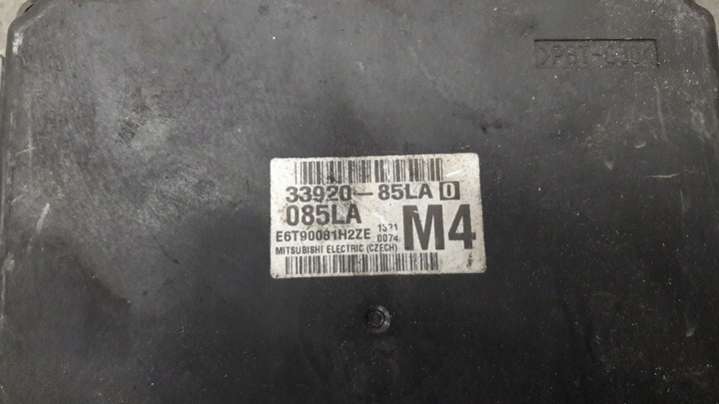 33920-85LA 0
085LA
E6T90081H2ZE
1321
0074
M4
MITSUBISHI ELECTRIC (CZECH)